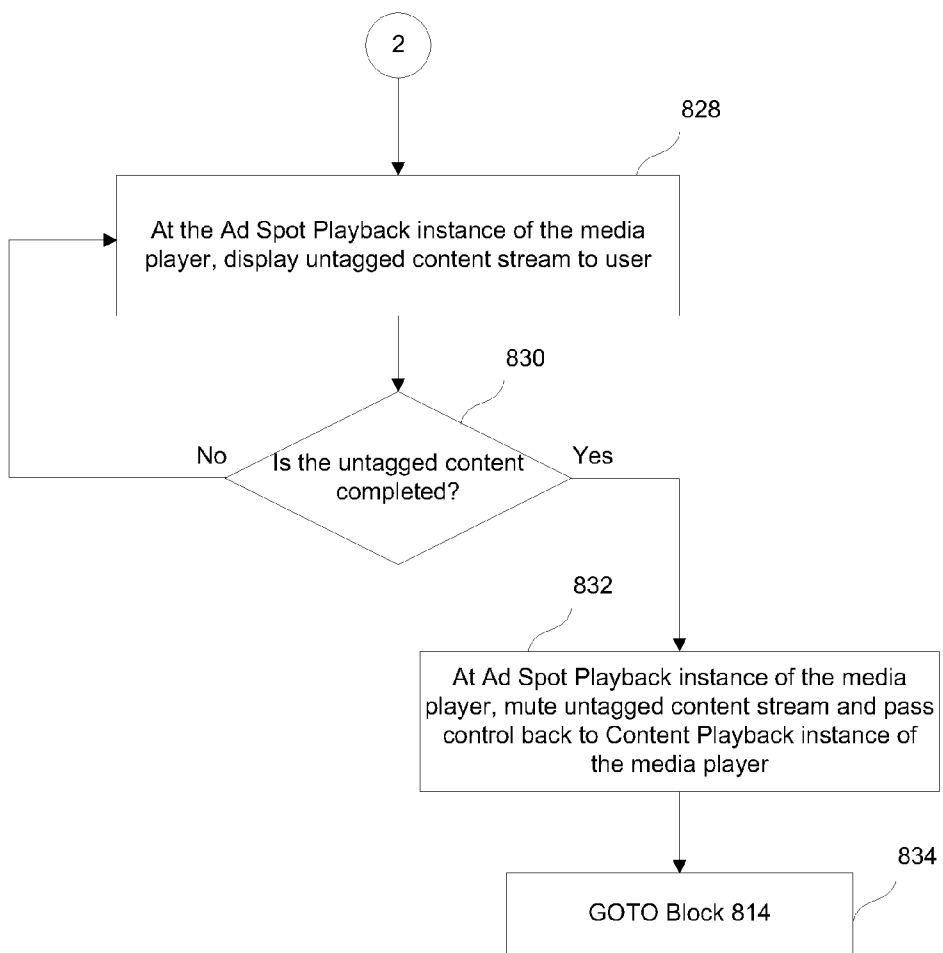 2
828
At the Ad Spot Playback instance of the media
player, display untagged content stream to user
830
No
Is the untagged content
completed?
Yes
832
At Ad Spot Playback instance of the media
player, mute untagged content stream and pass
control back to Content Playback instance of
the media player
834
GOTO Block 814